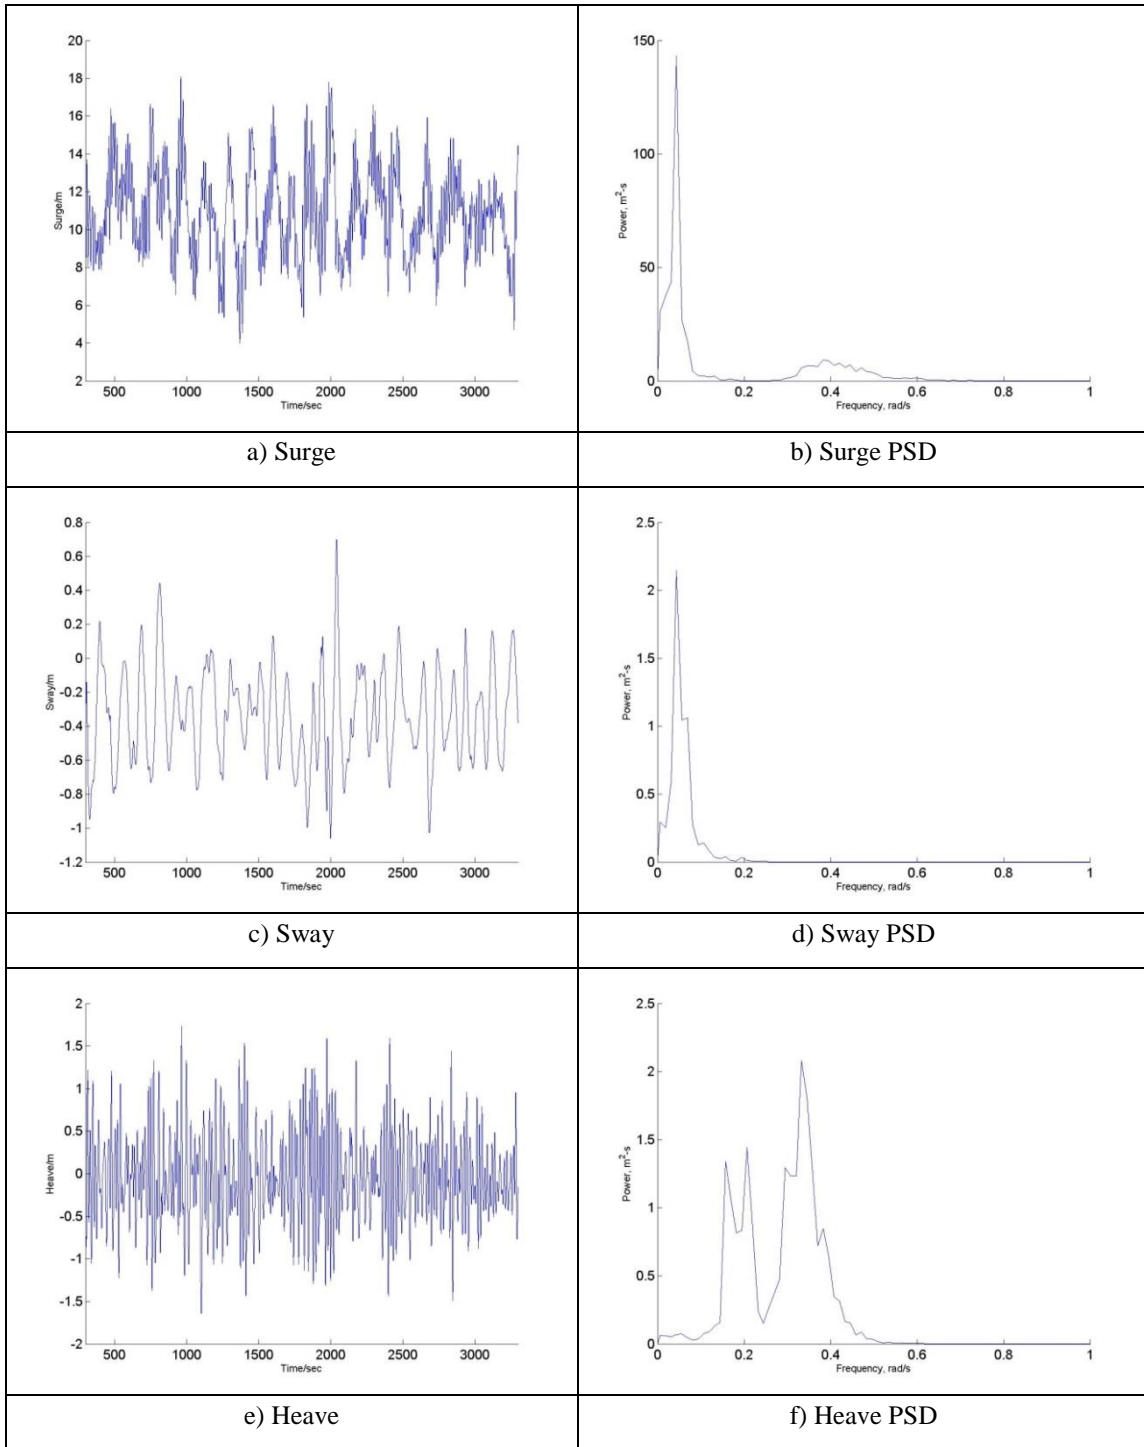 20
18
16
14
12
10
8
6
4
2
Surge/m
500 1000 1500 2000 2500 3000
Time/sec
150
100
50
0
Power, m²-s
0 0.2 0.4 0.6 0.8 1
Frequency, rad/s
a) Surge
b) Surge PSD
0.8
0.6
0.4
0.2
0
-0.2
-0.4
-0.6
-0.8
-1
-1.2
Sway/m
500 1000 1500 2000 2500 3000
Time/sec
2.5
2
1.5
1
0.5
0
Power, m²-s
0 0.2 0.4 0.6 0.8 1
Frequency, rad/s
c) Sway
d) Sway PSD
2
1.5
1
0.5
0
-0.5
-1
-1.5
-2
Heave/m
500 1000 1500 2000 2500 3000
Time/sec
2.5
2
1.5
1
0.5
0
Power, m²-s
0 0.2 0.4 0.6 0.8 1
Frequency, rad/s
e) Heave
f) Heave PSD